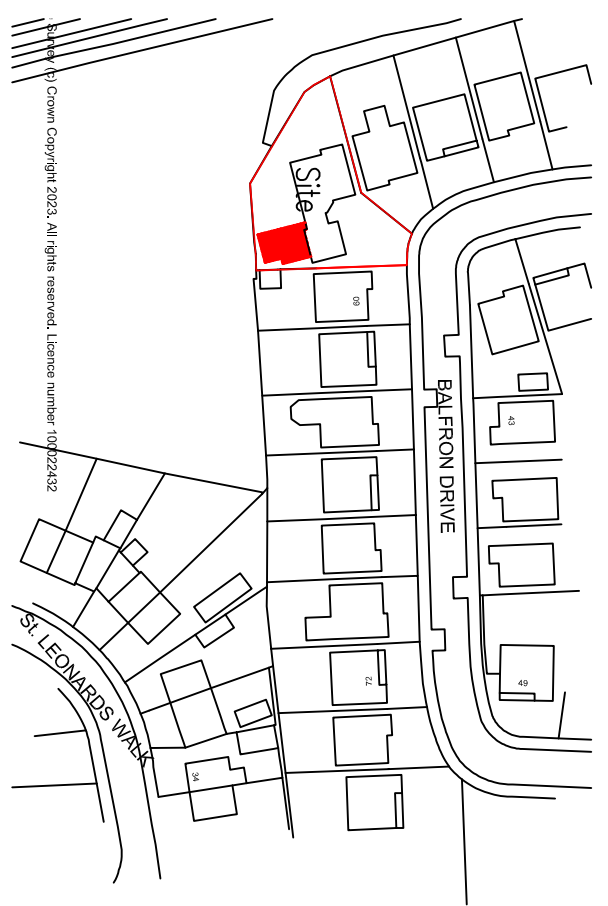 Survey (c) Crown Copyright 2023. All rights reserved. Licence number 100022432
Site
60
BALFRON DRIVE
43
49
72
St. LEONARDS WALK
34